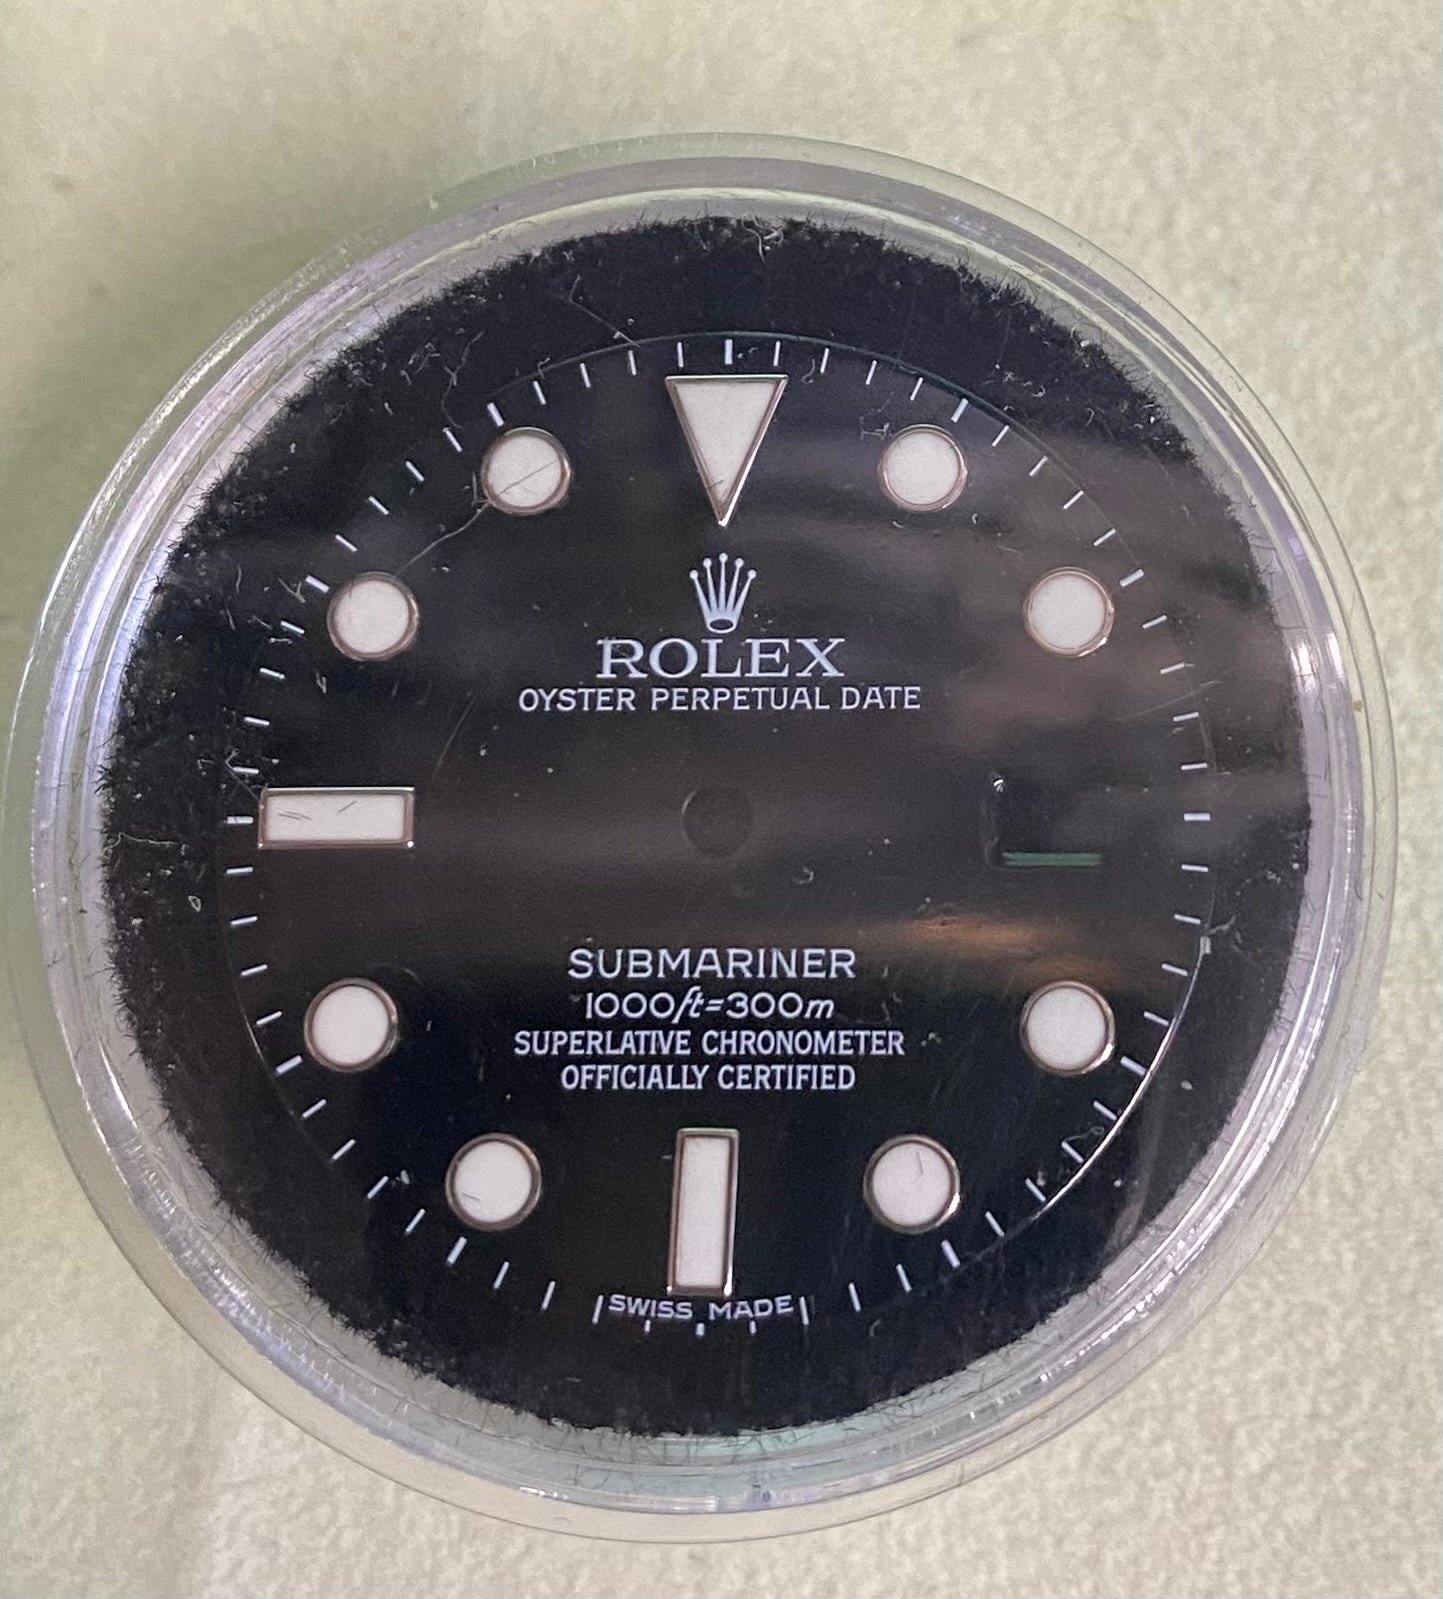 ROLEX
OYSTER PERPETUAL DATE
SUBMARINER
1000ft=300m
SUPERLATIVE CHRONOMETER
OFFICIALLY CERTIFIED
SWISS MADE